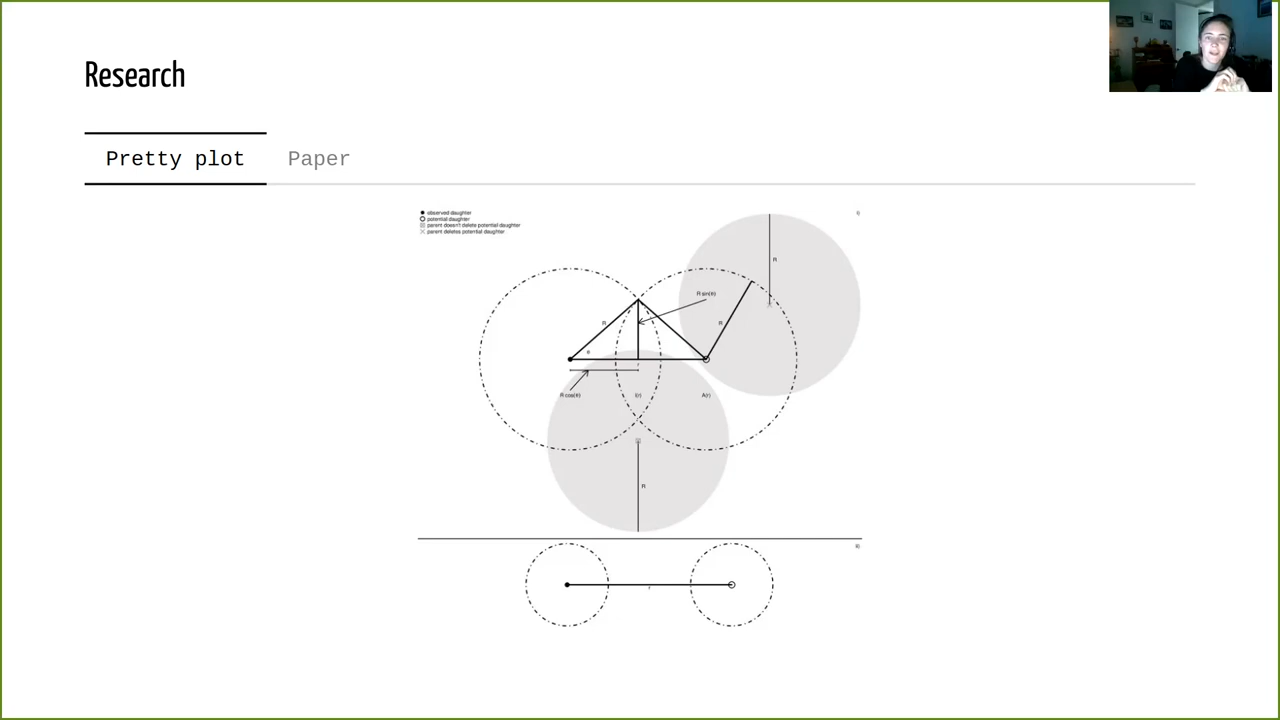 Research
Pretty plot
Paper
observed daughter
potential daughter
parent doesn't delete potential daughter
parent deletes potential daughter
i)
R
R sin(θ)
R
R
θ
r
R cos(θ)
I(r)
A(r)
R
ii)
r